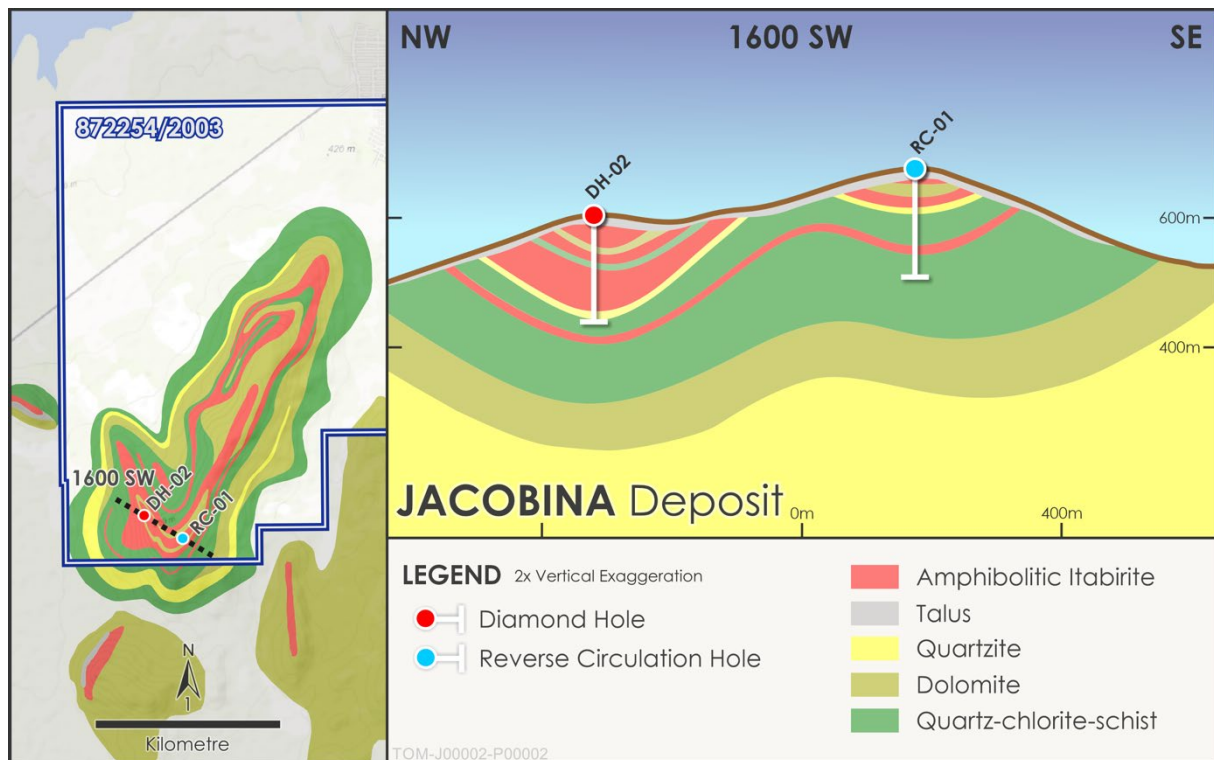 872254/2003
426 m
1600 SW
DH-02
RC-01
N
1
Kilometre
NW
1600 SW
SE
DH-02
RC-01
600m
400m
JACOBINA Deposit
0m
400m
LEGEND 2x Vertical Exaggeration
Diamond Hole
Reverse Circulation Hole
Amphibolitic Itabirite
Talus
Quartzite
Dolomite
Quartz-chlorite-schist
TOM-J00002-P00002